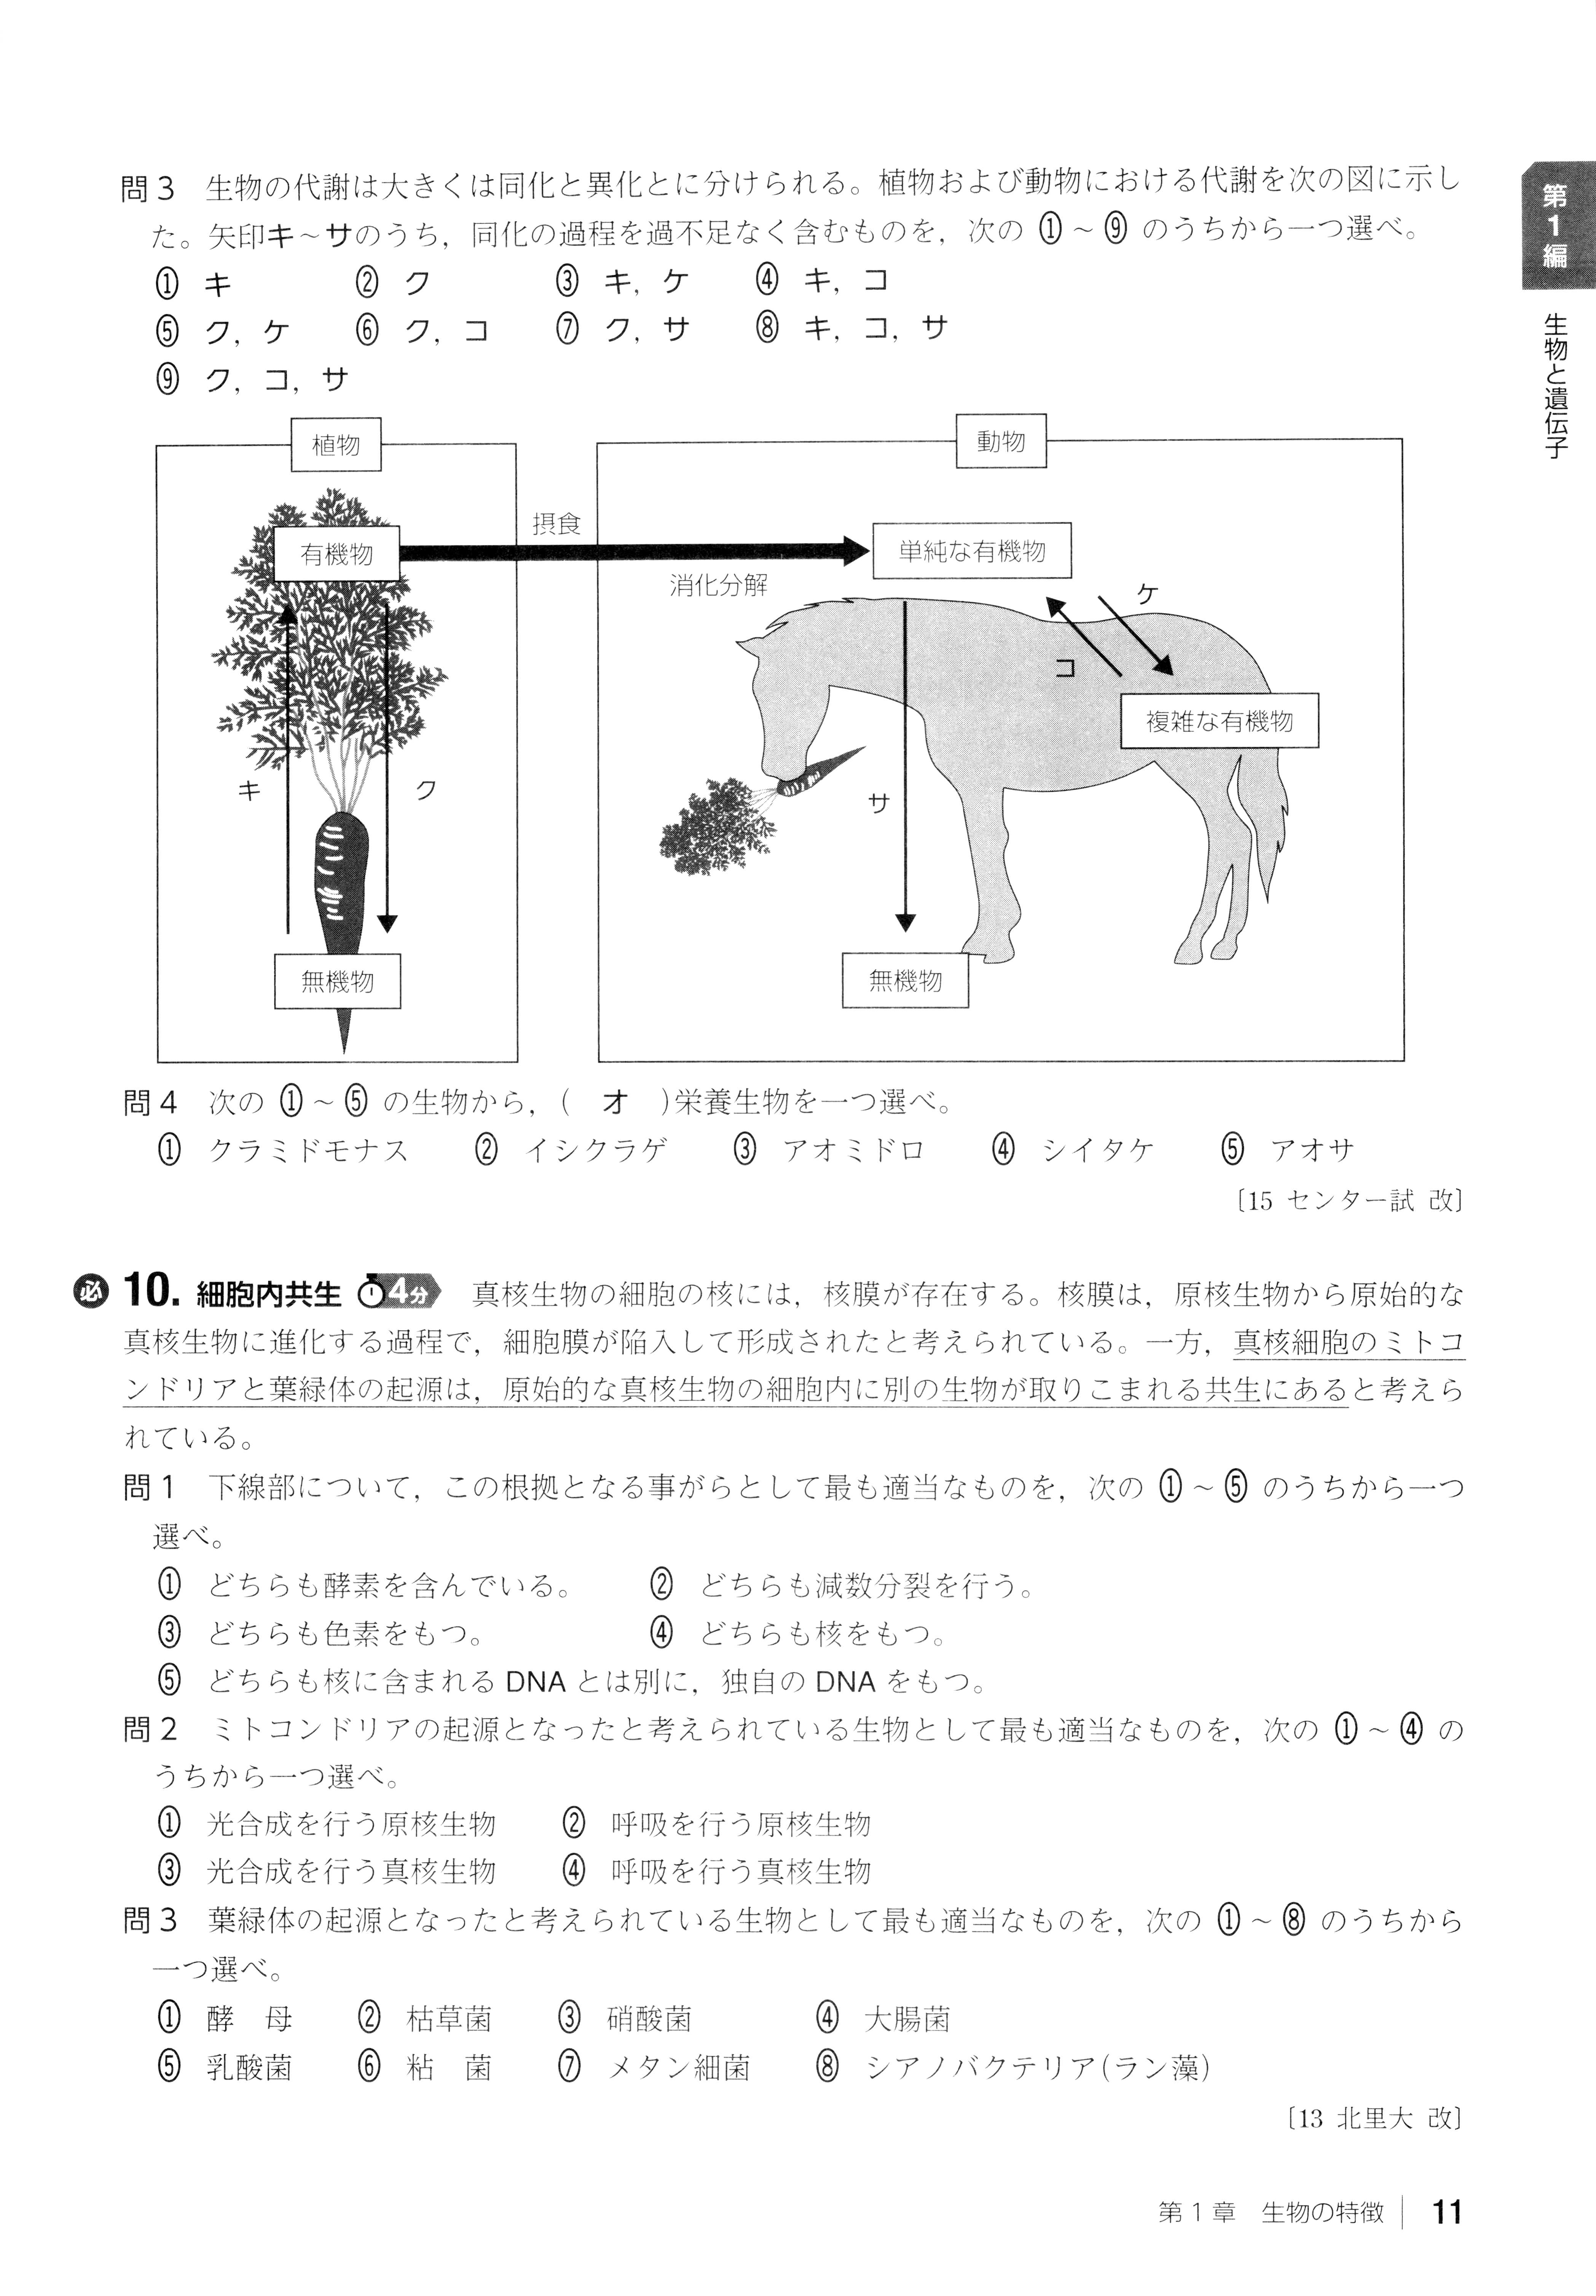 問3 生物の代謝は大きくは同化と異化とに分けられる。植物および動物における代謝を次の図に示し
た。矢印キ～サのうち，同化の過程を過不足なく含むものを，次の ①～⑨ のうちから一つ選べ。
① キ ② ク ③ キ，ケ ④ キ，コ
⑤ ク，ケ ⑥ ク，コ ⑦ ク，サ ⑧ キ，コ，サ
⑨ ク，コ，サ
植物
動物
摂食
有機物
単純な有機物
消化分解
ケ
コ
複雑な有機物
キ
ク
サ
無機物
無機物
問4 次の ①～⑤ の生物から，( オ )栄養生物を一つ選べ。
① クラミドモナス ② イシクラゲ ③ アオミドロ ④ シイタケ ⑤ アオサ
〔15 センター試 改〕
必 10. 細胞内共生 4分 真核生物の細胞の核には，核膜が存在する。核膜は，原核生物から原始的な
真核生物に進化する過程で，細胞膜が陥入して形成されたと考えられている。一方，真核細胞のミトコ
ンドリアと葉緑体の起源は，原始的な真核生物の細胞内に別の生物が取りこまれる共生にあると考えら
れている。
問1 下線部について，この根拠となる事がらとして最も適当なものを，次の ①～⑤ のうちから一つ
選べ。
① どちらも酵素を含んでいる。 ② どちらも減数分裂を行う。
③ どちらも色素をもつ。 ④ どちらも核をもつ。
⑤ どちらも核に含まれる DNA とは別に，独自の DNA をもつ。
問2 ミトコンドリアの起源となったと考えられている生物として最も適当なものを，次の ①～④ の
うちから一つ選べ。
① 光合成を行う原核生物 ② 呼吸を行う原核生物
③ 光合成を行う真核生物 ④ 呼吸を行う真核生物
問3 葉緑体の起源となったと考えられている生物として最も適当なものを，次の ①～⑧ のうちから
一つ選べ。
① 酵 母 ② 枯草菌 ③ 硝酸菌 ④ 大腸菌
⑤ 乳酸菌 ⑥ 粘 菌 ⑦ メタン細菌 ⑧ シアノバクテリア(ラン藻)
〔13 北里大 改〕
第1章 生物の特徴 11
第1編
生物と遺伝子